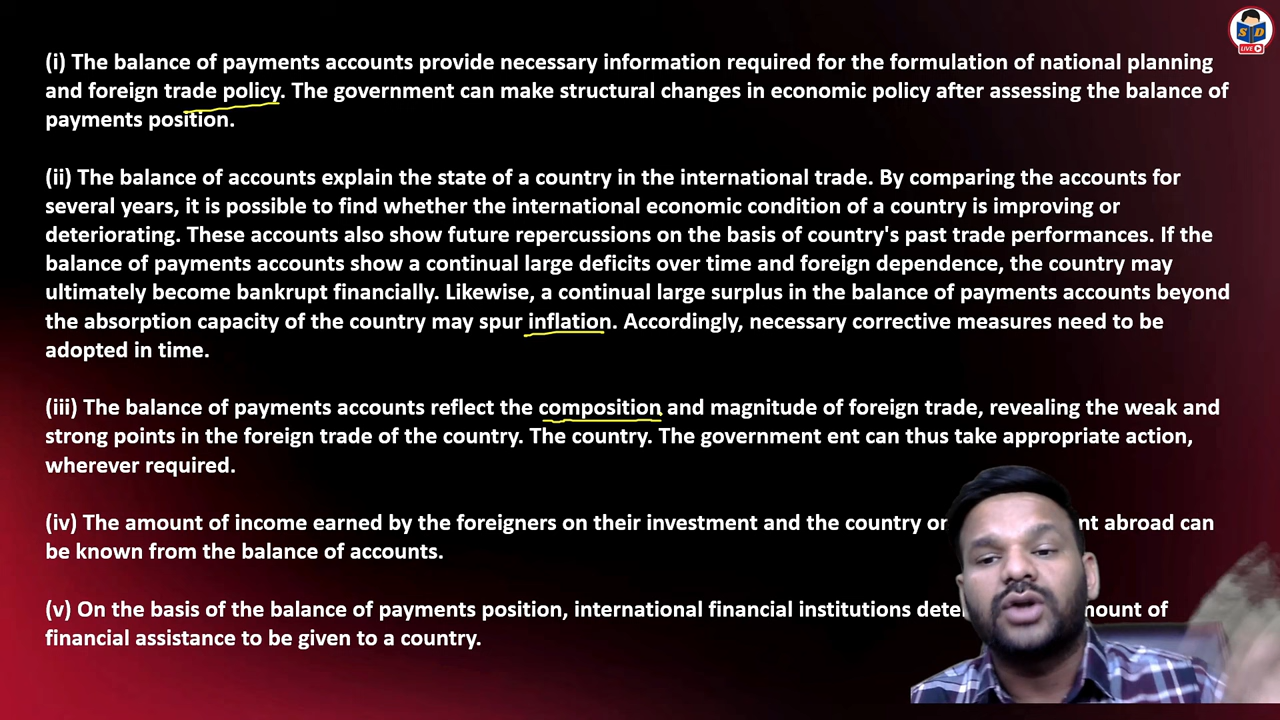 (i) The balance of payments accounts provide necessary information required for the formulation of national planning
and foreign trade policy. The government can make structural changes in economic policy after assessing the balance of
payments position.
(ii) The balance of accounts explain the state of a country in the international trade. By comparing the accounts for
several years, it is possible to find whether the international economic condition of a country is improving or
deteriorating. These accounts also show future repercussions on the basis of country's past trade performances. If the
balance of payments accounts show a continual large deficits over time and foreign dependence, the country may
ultimately become bankrupt financially. Likewise, a continual large surplus in the balance of payments accounts beyond
the absorption capacity of the country may spur inflation. Accordingly, necessary corrective measures need to be
adopted in time.
(iii) The balance of payments accounts reflect the composition and magnitude of foreign trade, revealing the weak and
strong points in the foreign trade of the country. The country. The government ent can thus take appropriate action,
wherever required.
(iv) The amount of income earned by the foreigners on their investment and the country abroad can
be known from the balance of accounts.
(v) On the basis of the balance of payments position, international financial institutions of
financial assistance to be given to a country.
S D
LIVE